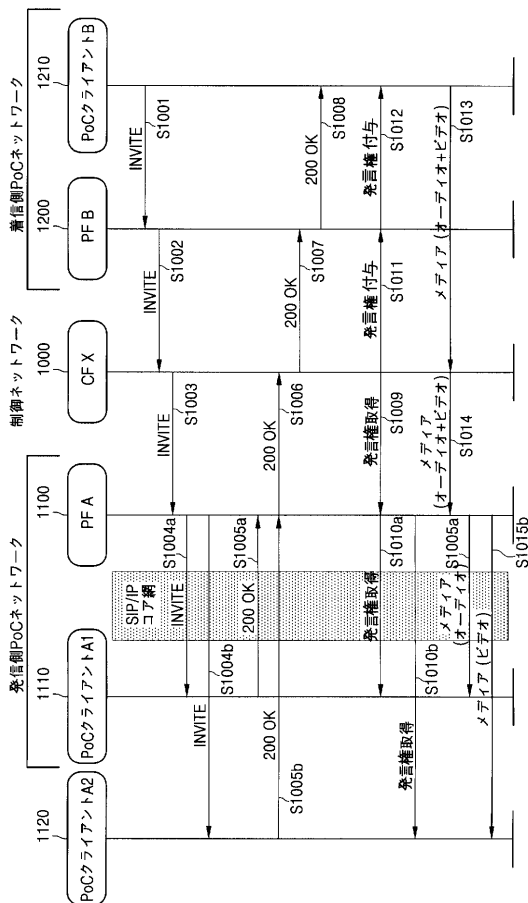 発信側PoCネットワーク
制御ネットワーク
着信側PoCネットワーク
1120
1110
1100
1000
1200
1210
PoCクライアントA2
PoCクライアントA1
PF A
CF X
PF B
PoCクライアントB
SIP/IP
コア網
INVITE
S1001
INVITE
S1002
INVITE
S1003
INVITE
S1004a
INVITE
S1004b
200 OK
S1005a
200 OK
S1005b
200 OK
S1006
200 OK
S1007
200 OK
S1008
発言権取得
S1009
発言権取得
S1010a
発言権取得
S1010b
発言権 付与
S1011
発言権 付与
S1012
メディア (オーディオ+ビデオ)
S1013
メディア
(オーディオ+ビデオ)
S1014
メディア
(オーディオ)
S1005a
メディア (ビデオ)
S1015b